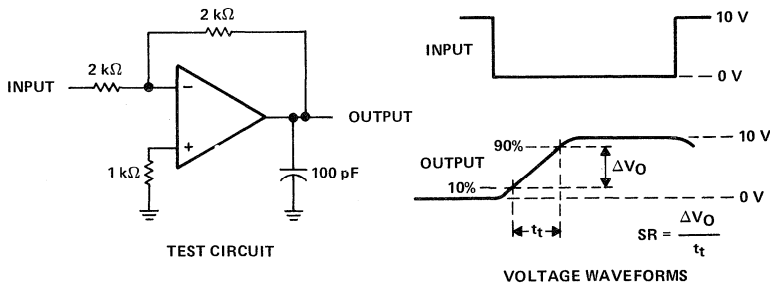 2 kΩ
2 kΩ
INPUT
−
+
OUTPUT
1 kΩ
100 pF
TEST CIRCUIT
10 V
INPUT
0 V
10 V
90%
OUTPUT
ΔVO
10%
0 V
tt
SR = ΔVO
tt
VOLTAGE WAVEFORMS